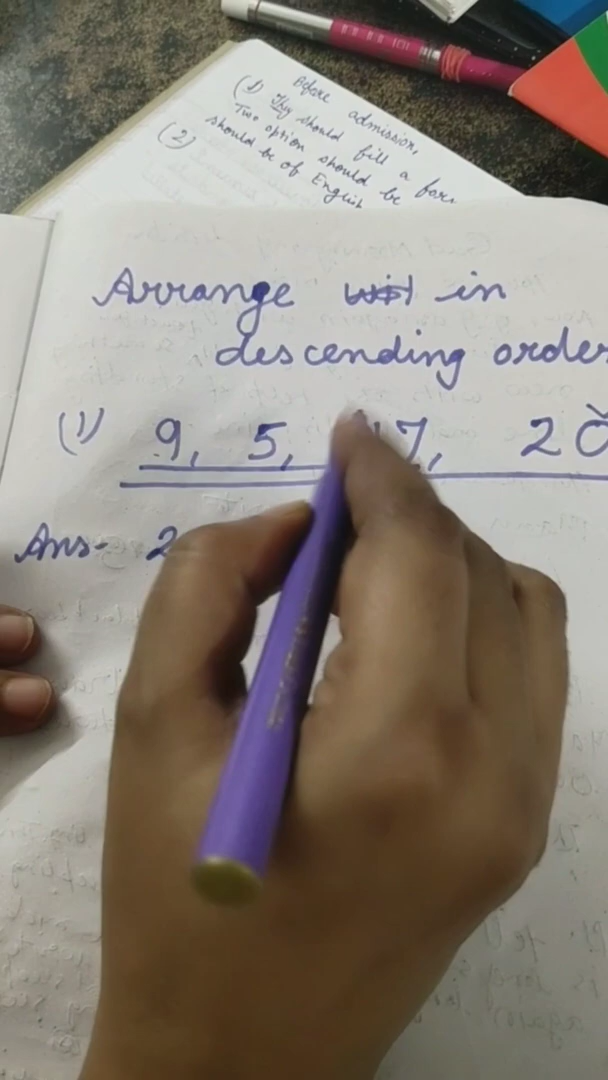 Before admission,
(1) They should fill a form
Two option should be
(2) should be of English
Arrange in
descending order
(1) 9, 5, 17, 20
Ans- 2